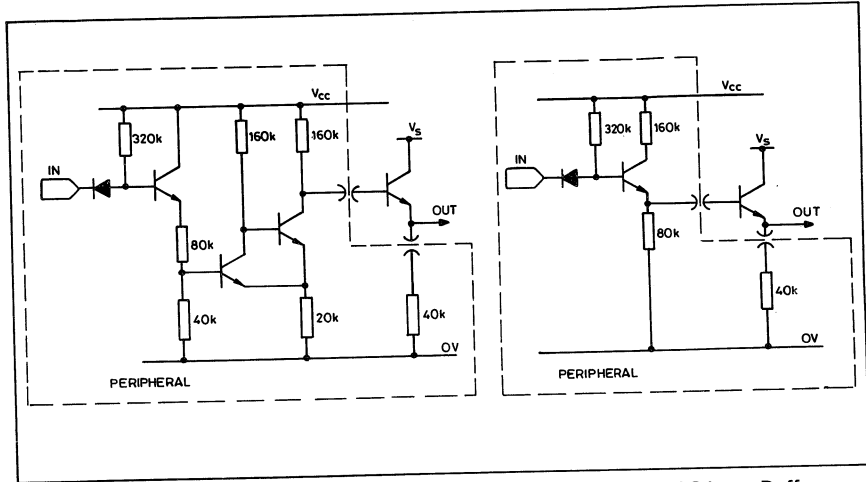 Vcc
320k
160k
160k
Vs
IN
OUT
80k
40k
20k
40k
0V
PERIPHERAL
Vcc
320k
160k
Vs
IN
OUT
80k
40k
0V
PERIPHERAL